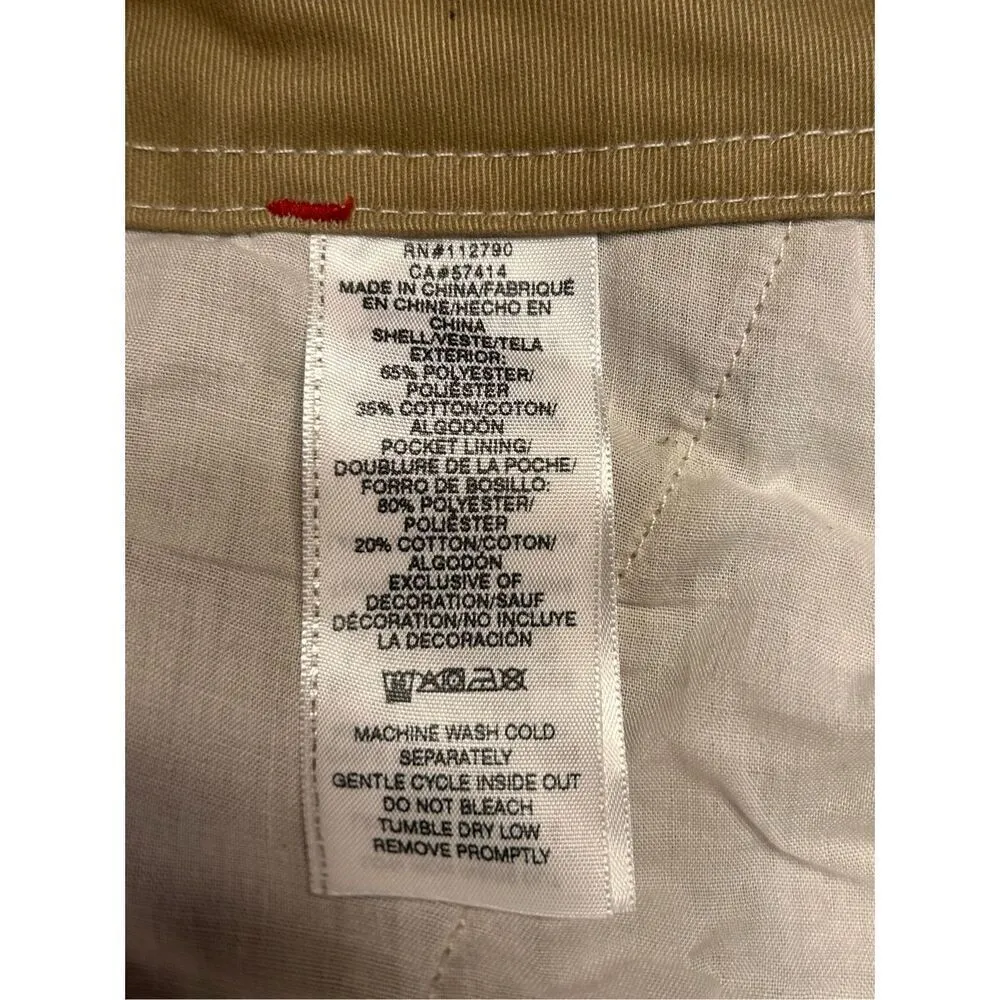 RN#112790
CA#57414
MADE IN CHINA/FABRIQUÉ
EN CHINE/HECHO EN
CHINA
SHELL/VESTE/TELA
EXTERIOR:
65% POLYESTER/
POLIÉSTER
35% COTTON/COTON/
ALGODÓN
POCKET LINING/
DOUBLURE DE LA POCHE/
FORRO DE BOSILLO:
80% POLYESTER/
POLIÉSTER
20% COTTON/COTON/
ALGODÓN
EXCLUSIVE OF
DECORATION/SAUF
DÉCORATION/NO INCLUYE
LA DECORACIÓN
MACHINE WASH COLD
SEPARATELY
GENTLE CYCLE INSIDE OUT
DO NOT BLEACH
TUMBLE DRY LOW
REMOVE PROMPTLY